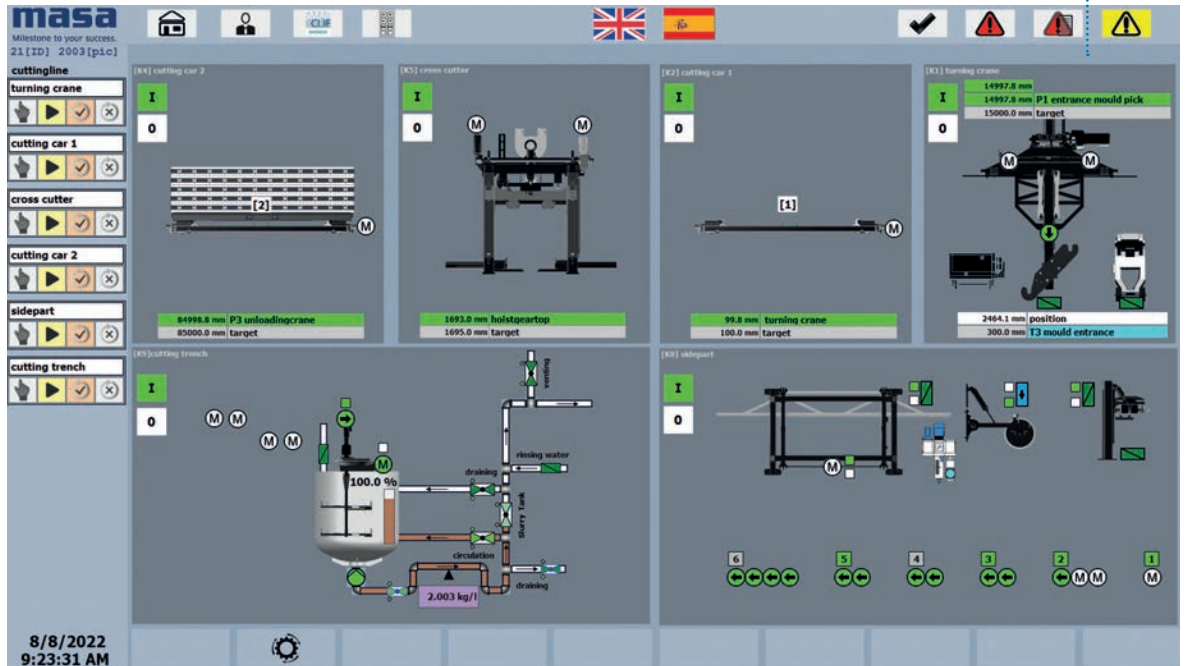 masa
Milestone to your success.
21[ID] 2003[pic]
CLIF
cuttingline
turning crane
cutting car 1
cross cutter
cutting car 2
sidepart
cutting trench
[K4] cutting car 2
I
0
[2]
M
84998.8 mm P3 unloadingcrane
85000.0 mm target
[K5] cross cutter
I
0
M M
1693.0 mm hoistgeartop
1695.0 mm target
[K2] cutting car 1
I
0
[1]
M
99.8 mm turning crane
100.0 mm target
[K1] turning crane
I
0
14997.8 mm
14997.8 mm P1 entrance mould pick
15000.0 mm target
M M
2464.1 mm position
300.0 mm T3 mould entrance
[K9]cutting trench
I
0
M M
M M
M
100.0 %
venting
rinsing water
draining
Slurry Tank
circulation
draining
2.003 kg/l
[K8] sidepart
I
0
M
6 5 4 3 2 1
M M M
8/8/2022
9:23:31 AM